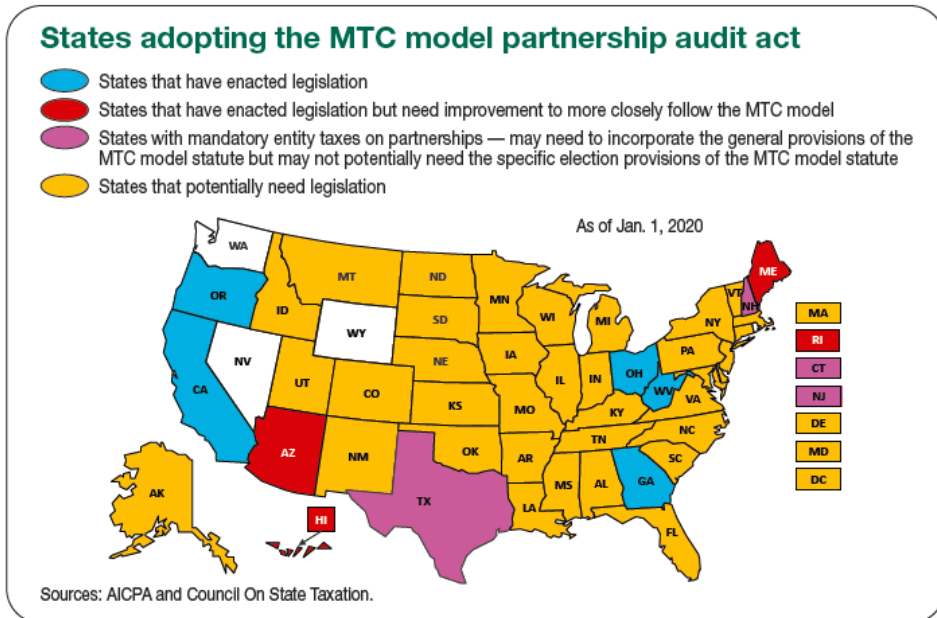 States adopting the MTC model partnership audit act
States that have enacted legislation
States that have enacted legislation but need improvement to more closely follow the MTC model
States with mandatory entity taxes on partnerships — may need to incorporate the general provisions of the
MTC model statute but may not potentially need the specific election provisions of the MTC model statute
States that potentially need legislation
As of Jan. 1, 2020
WA
OR
CA
NV
ID
MT
WY
UT
AZ
CO
NM
ND
SD
NE
KS
OK
TX
MN
IA
MO
AR
LA
WI
IL
MI
IN
OH
KY
TN
MS
AL
GA
FL
SC
NC
VA
WV
PA
NY
VT
NH
ME
AK
HI
MA
RI
CT
NJ
DE
MD
DC
Sources: AICPA and Council On State Taxation.